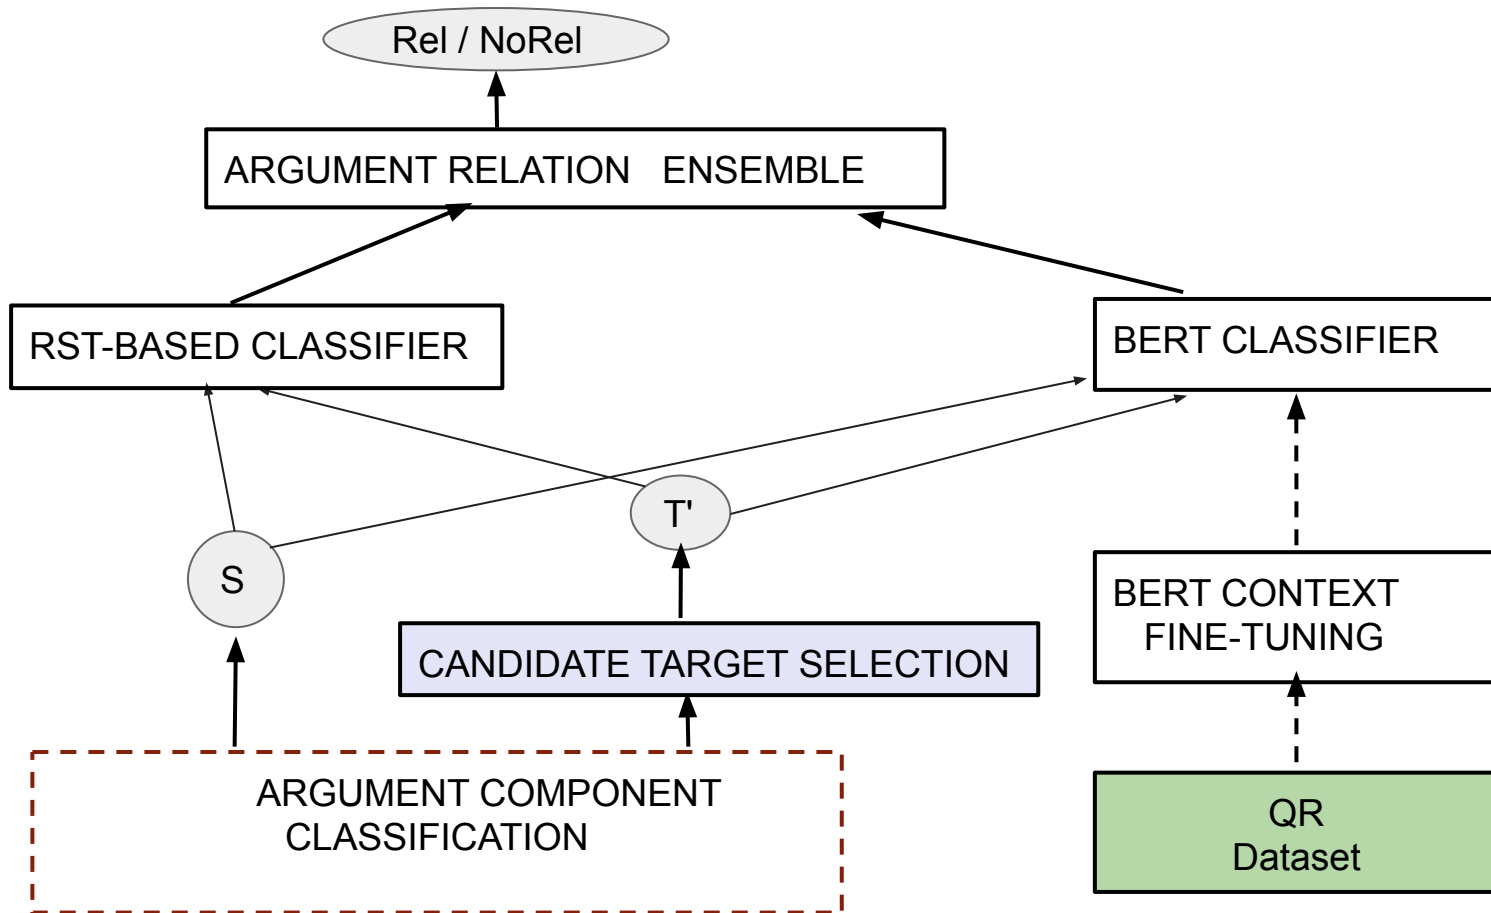 Rel / NoRel
ARGUMENT RELATION ENSEMBLE
RST-BASED CLASSIFIER
BERT CLASSIFIER
T'
S
BERT CONTEXT
FINE-TUNING
CANDIDATE TARGET SELECTION
ARGUMENT COMPONENT
CLASSIFICATION
QR
Dataset